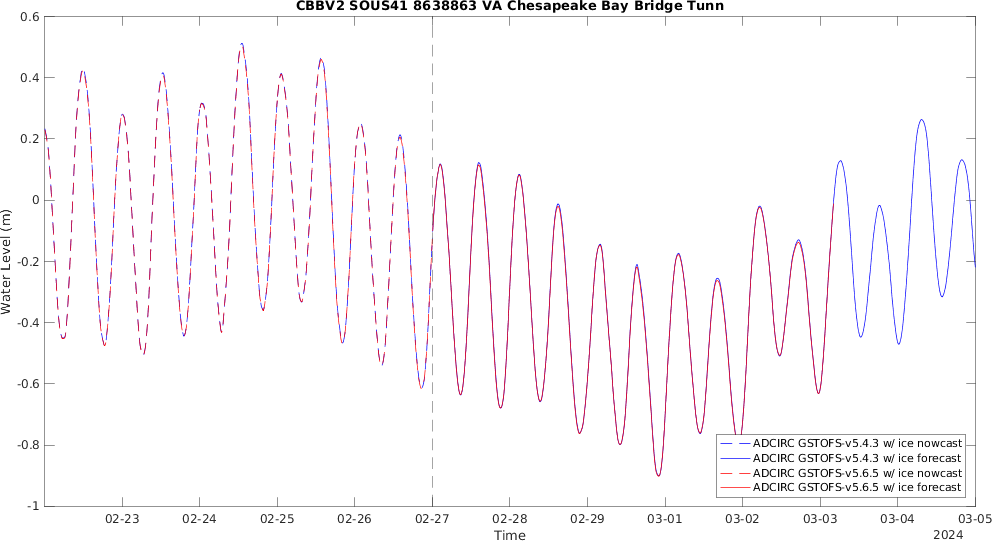 CBBV2 SOUS41 8638863 VA Chesapeake Bay Bridge Tunn
0.6
0.4
0.2
0
-0.2
-0.4
-0.6
-0.8
-1
Water Level (m)
ADCIRC GSTOFS-v5.4.3 w/ ice nowcast
ADCIRC GSTOFS-v5.4.3 w/ ice forecast
ADCIRC GSTOFS-v5.6.5 w/ ice nowcast
ADCIRC GSTOFS-v5.6.5 w/ ice forecast
02-23 02-24 02-25 02-26 02-27 02-28 02-29 03-01 03-02 03-03 03-04 03-05
Time
2024